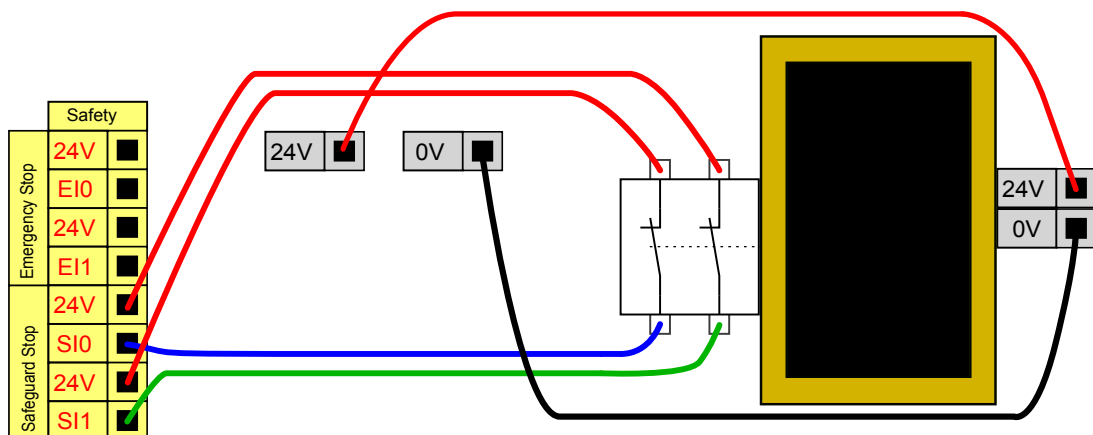 Safety
Emergency Stop
24V
EI0
24V
EI1
Safeguard Stop
24V
SI0
24V
SI1
24V
0V
24V
0V